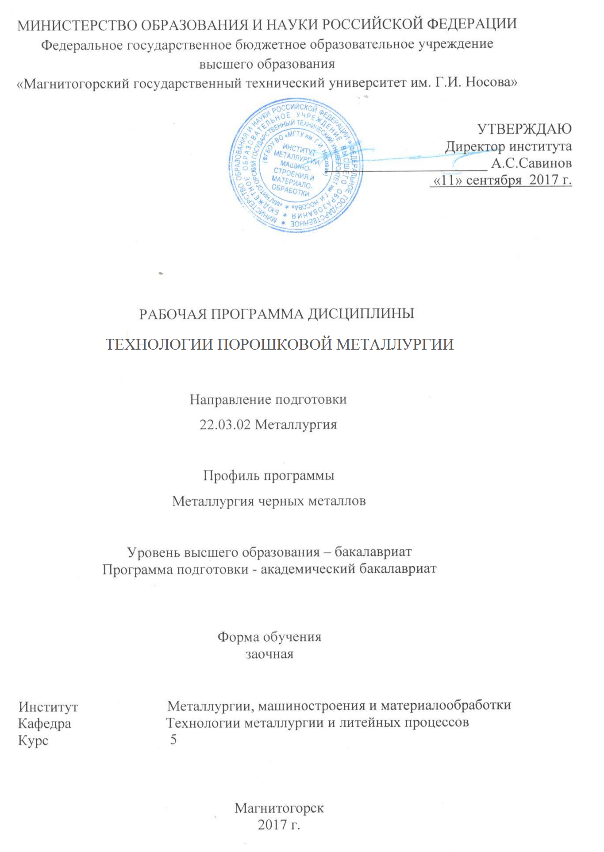 МИНИСТЕРСТВО ОБРАЗОВАНИЯ И НАУКИ РОССИЙСКОЙ ФЕДЕРАЦИИ
Федеральное государственное бюджетное образовательное учреждение
высшего образования
«Магнитогорский государственный технический университет им. Г.И. Носова»
УТВЕРЖДАЮ
Директор института
А.С.Савинов
«11» сентября 2017 г.
ИНСТИТУТ
МЕТАЛЛУРГИИ,
МАШИНО-
СТРОЕНИЯ И
МАТЕРИАЛО-
ОБРАБОТКИ
РАБОЧАЯ ПРОГРАММА ДИСЦИПЛИНЫ
ТЕХНОЛОГИИ ПОРОШКОВОЙ МЕТАЛЛУРГИИ
Направление подготовки
22.03.02 Металлургия
Профиль программы
Металлургия черных металлов
Уровень высшего образования – бакалавриат
Программа подготовки - академический бакалавриат
Форма обучения
заочная
Институт Металлургии, машиностроения и материалообработки
Кафедра Технологии металлургии и литейных процессов
Курс 5
Магнитогорск
2017 г.